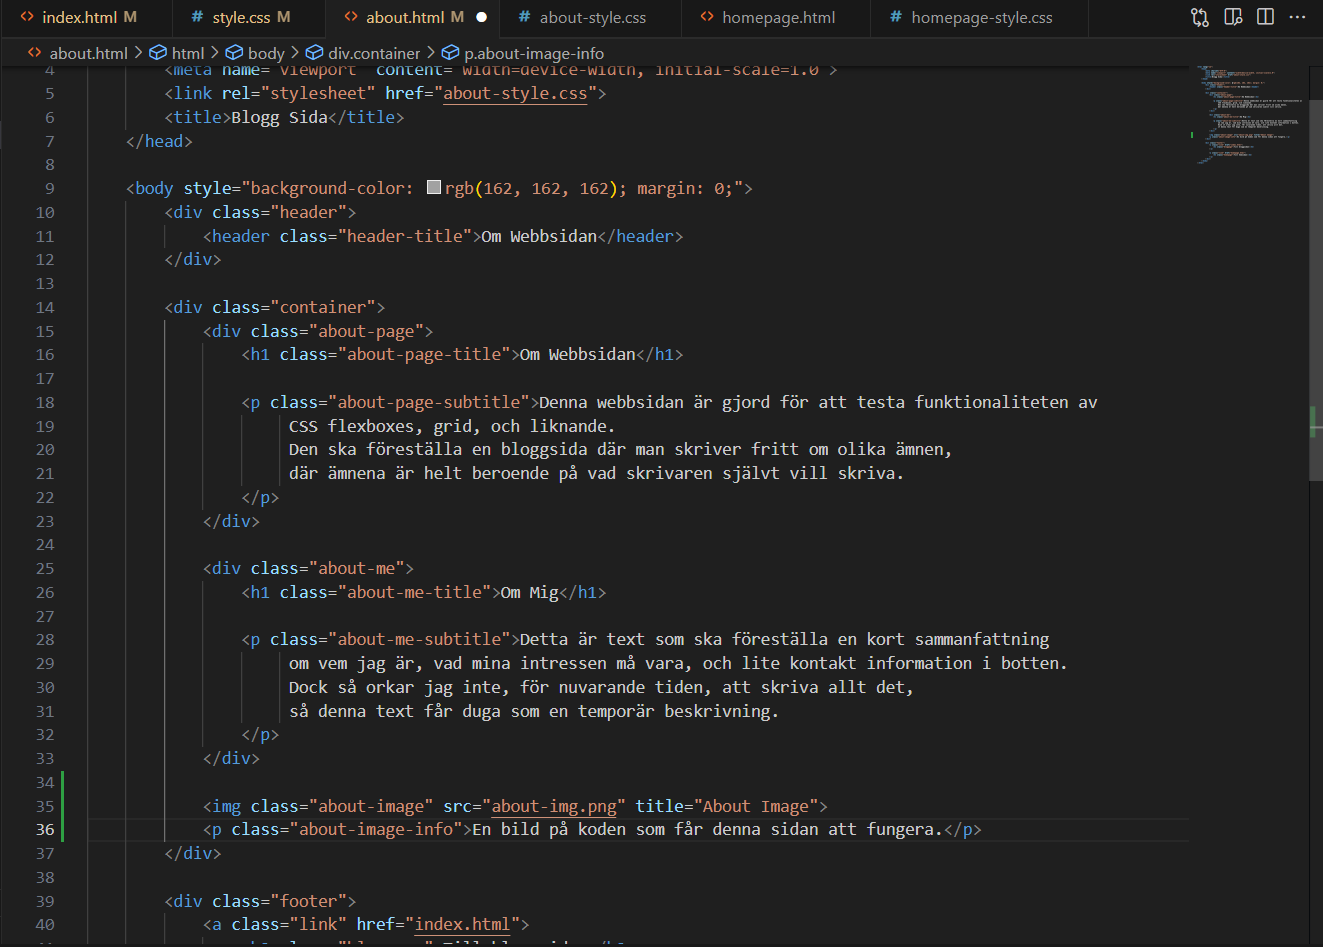 index.html M style.css M about.html M about-style.css homepage.html homepage-style.css
about.html > html > body > div.container > p.about-image-info
4 <meta name="viewport" content="width=device-width, initial-scale=1.0">
5 <link rel="stylesheet" href="about-style.css">
6 <title>Blogg Sida</title>
7 </head>
8
9 <body style="background-color: rgb(162, 162, 162); margin: 0;">
10 <div class="header">
11 <header class="header-title">Om Webbsidan</header>
12 </div>
13
14 <div class="container">
15 <div class="about-page">
16 <h1 class="about-page-title">Om Webbsidan</h1>
17
18 <p class="about-page-subtitle">Denna webbsidan är gjord för att testa funktionaliteten av
19 CSS flexboxes, grid, och liknande.
20 Den ska föreställa en bloggsida där man skriver fritt om olika ämnen,
21 där ämnena är helt beroende på vad skrivaren självt vill skriva.
22 </p>
23 </div>
24
25 <div class="about-me">
26 <h1 class="about-me-title">Om Mig</h1>
27
28 <p class="about-me-subtitle">Detta är text som ska föreställa en kort sammanfattning
29 om vem jag är, vad mina intressen må vara, och lite kontakt information i botten.
30 Dock så orkar jag inte, för nuvarande tiden, att skriva allt det,
31 så denna text får duga som en temporär beskrivning.
32 </p>
33 </div>
34
35 <img class="about-image" src="about-img.png" title="About Image">
36 <p class="about-image-info">En bild på koden som får denna sidan att fungera.</p>
37 </div>
38
39 <div class="footer">
40 <a class="link" href="index.html">